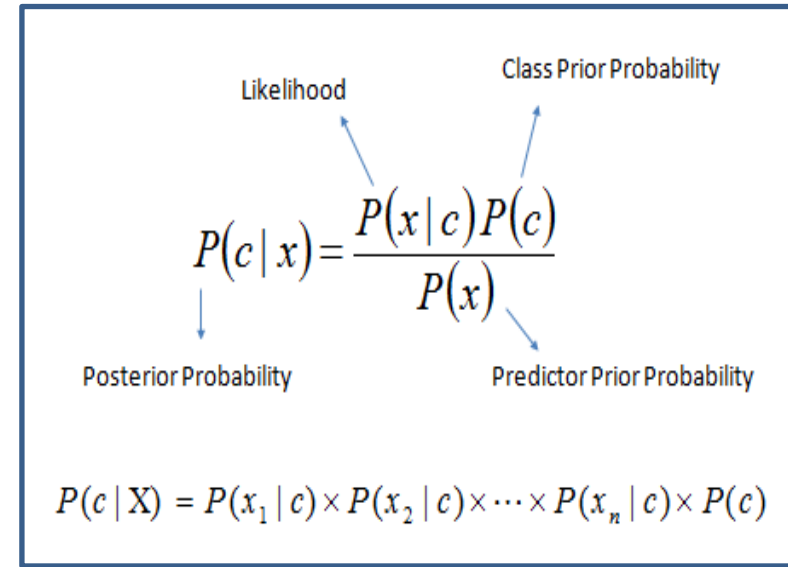 Likelihood
Class Prior Probability
P(c | x) = P(x | c)P(c) / P(x)
Posterior Probability
Predictor Prior Probability
P(c | X) = P(x₁ | c) × P(x₂ | c) × ⋯ × P(xₙ | c) × P(c)